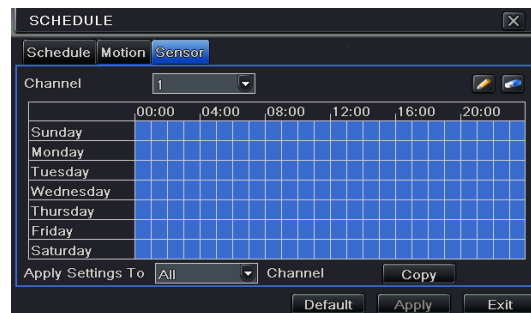 SCHEDULE
Schedule Motion Sensor
Channel 1
00:00 04:00 08:00 12:00 16:00 20:00
Sunday
Monday
Tuesday
Wednesday
Thursday
Friday
Saturday
Apply Settings To All Channel Copy
Default Apply Exit